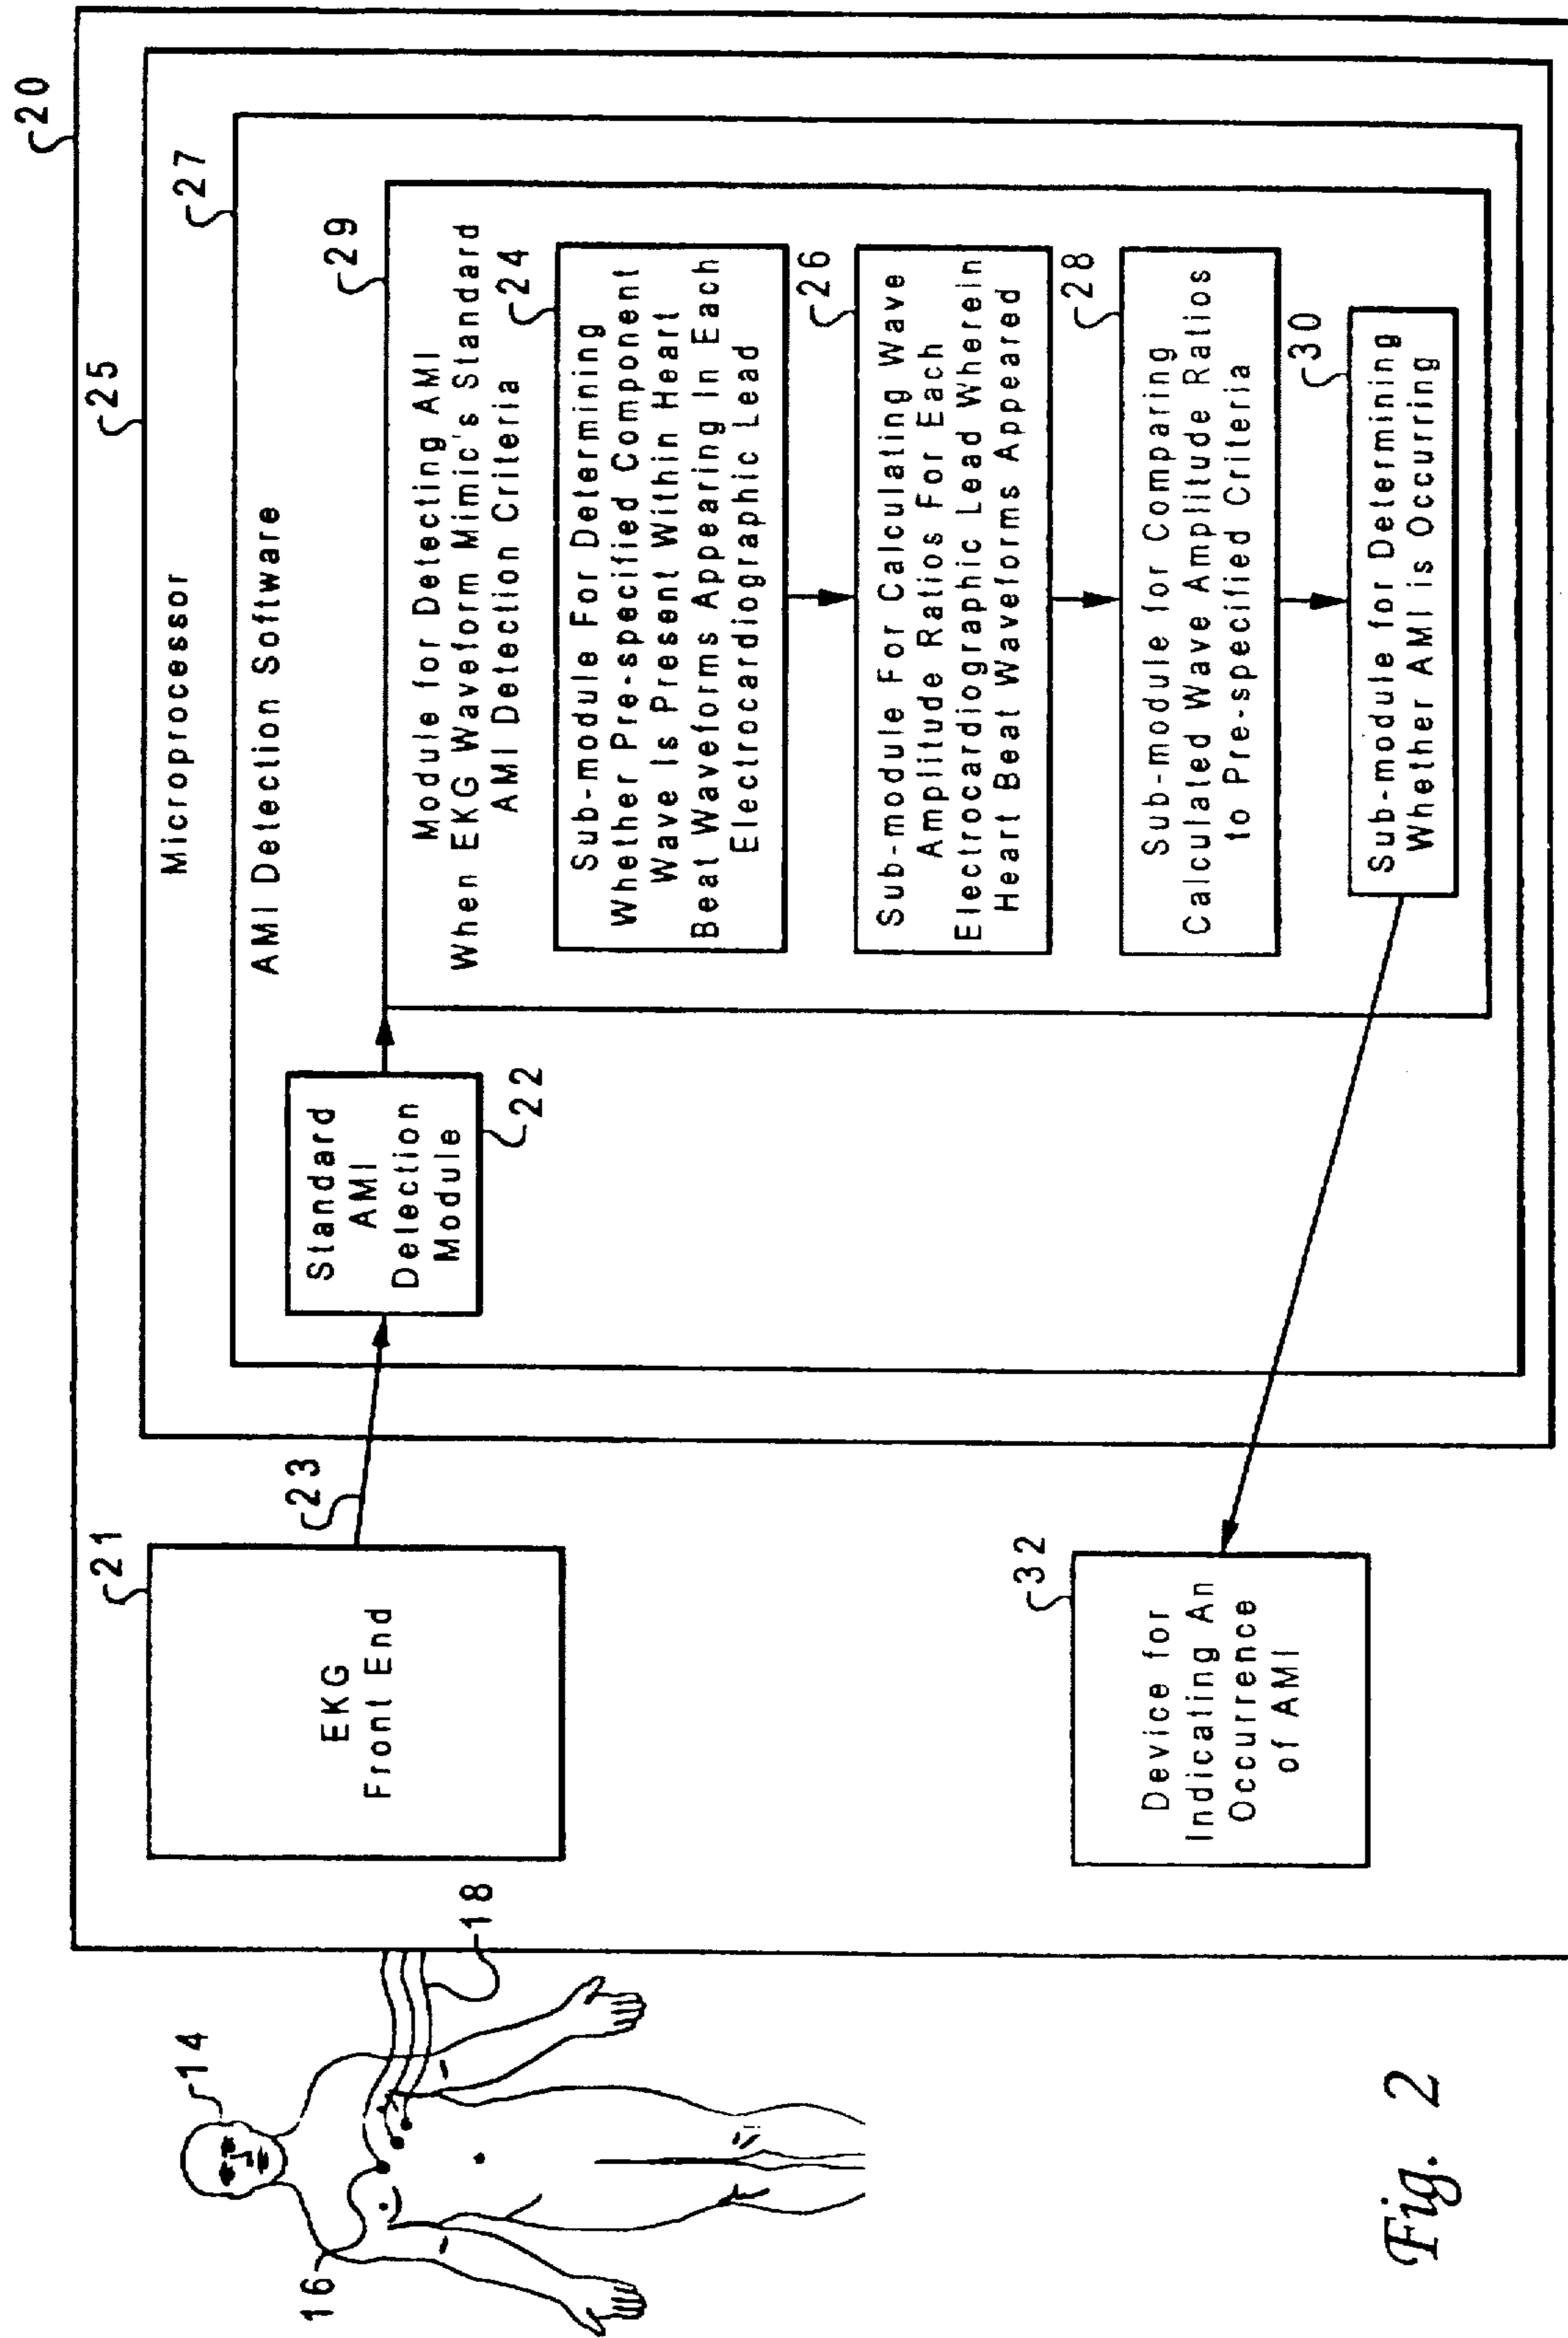 20
25
Microprocessor
27
AMI Detection Software
29
Module for Detecting AMI
When EKG Waveform Mimic's Standard
AMI Detection Criteria
24
Sub-module For Determining
Whether Pre-specified Component
Wave Is Present Within Heart
Beat Waveforms Appearing In Each
Electrocardiographic Lead
26
Sub-module For Calculating Wave
Amplitude Ratios For Each
Electrocardiographic Lead Wherein
Heart Beat Waveforms Appeared
28
Sub-module for Comparing
Calculated Wave Amplitude Ratios
to Pre-specified Criteria
30
Sub-module for Determining
Whether AMI is Ocurring
Standard
AMI
Detection
Module
22
23
21
EKG
Front End
32
Device for
Indicating An
Occurrence
of AMI
18
14
16
Fig. 2